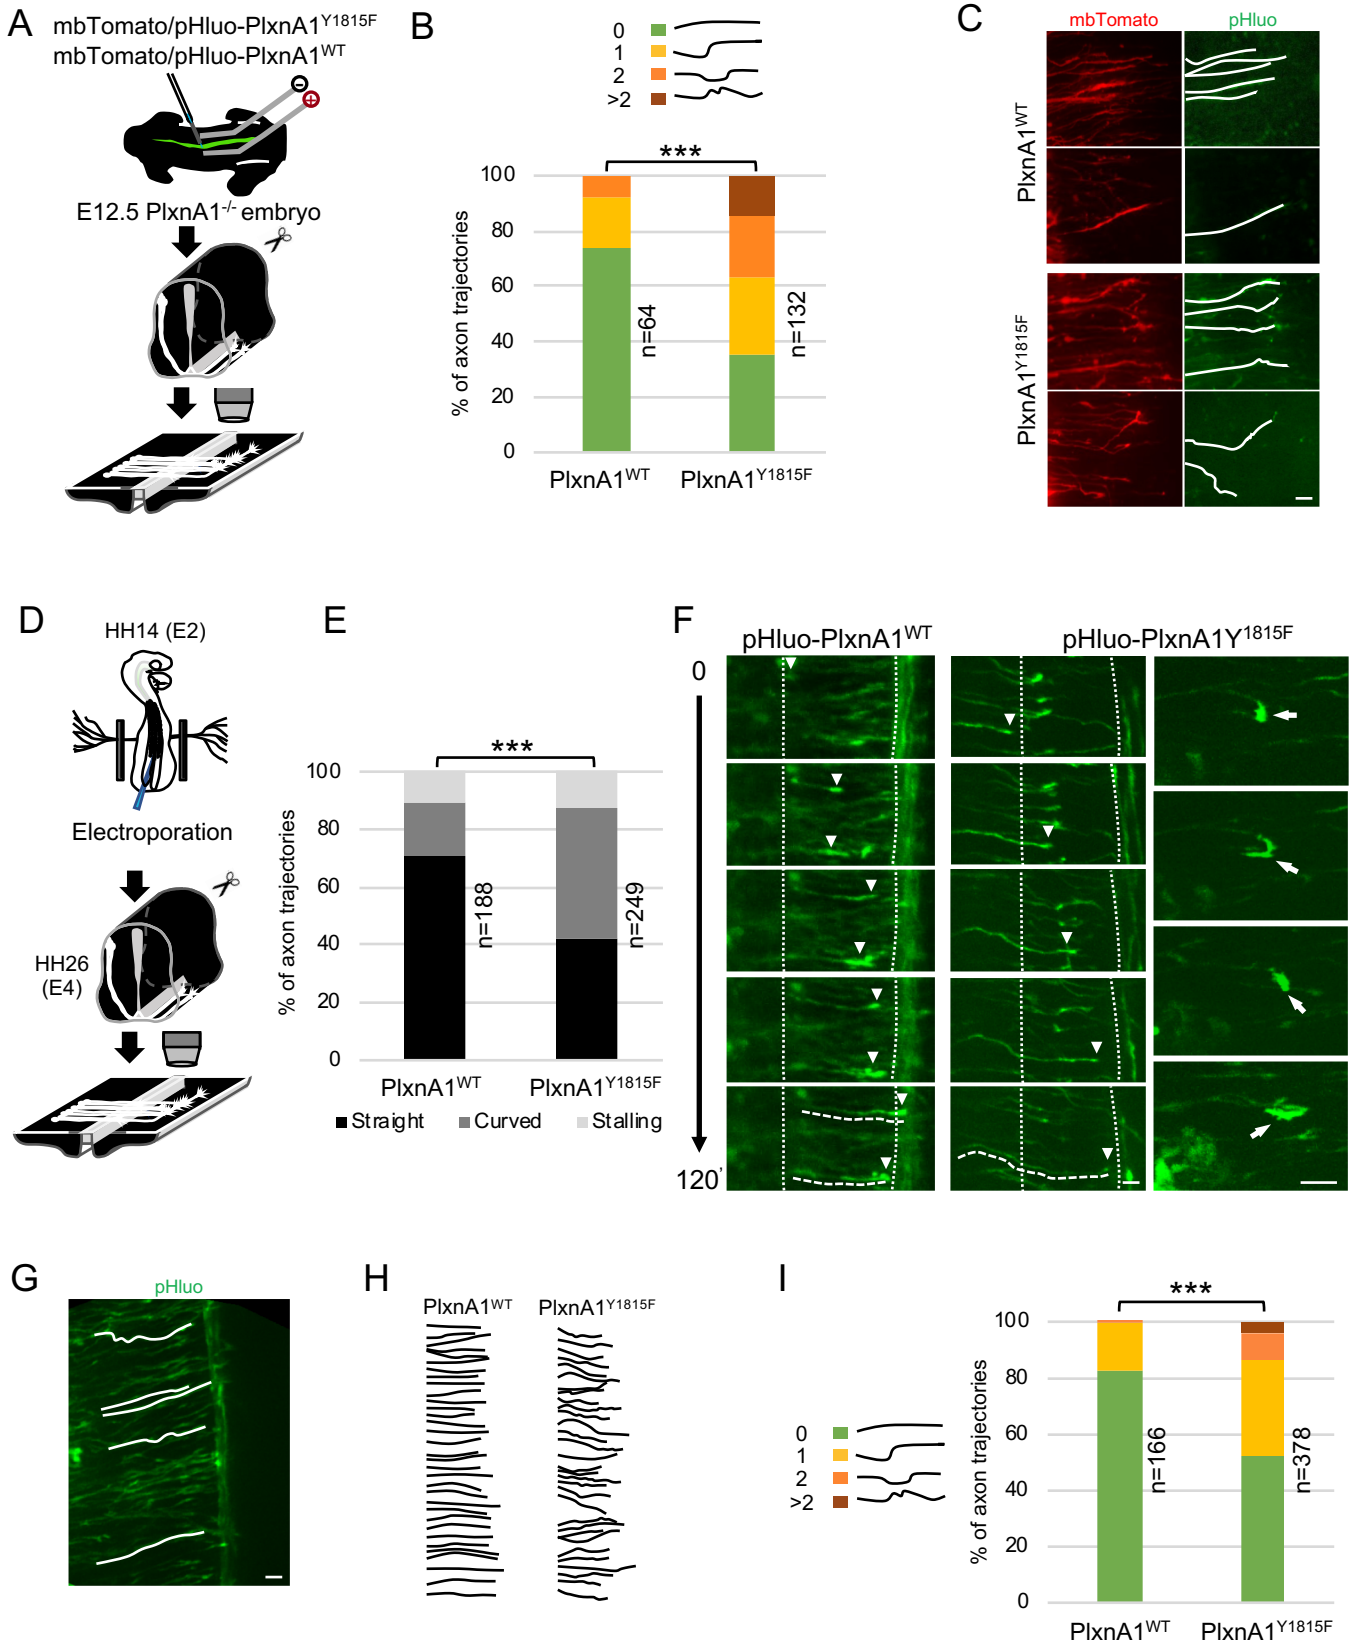 A
mbTomato/pHluo-PlxnA1Y1815F
mbTomato/pHluo-PlxnA1WT
-
+
E12.5 PlxnA1-/- embryo
B
0
1
2
>2
***
% of axon trajectories
100
80
60
40
20
0
n=64
n=132
PlxnA1WT
PlxnA1Y1815F
C
mbTomato
pHluo
PlxnA1WT
PlxnA1Y1815F
D
HH14 (E2)
Electroporation
HH26
(E4)
E
***
% of axon trajectories
100
80
60
40
20
0
n=188
n=249
PlxnA1WT
PlxnA1Y1815F
Straight
Curved
Stalling
F
pHluo-PlxnA1WT
pHluo-PlxnA1Y1815F
0
120'
G
pHluo
H
PlxnA1WT
PlxnA1Y1815F
I
0
1
2
>2
***
% of axon trajectories
100
80
60
40
20
0
n=166
n=378
PlxnA1WT
PlxnA1Y1815F